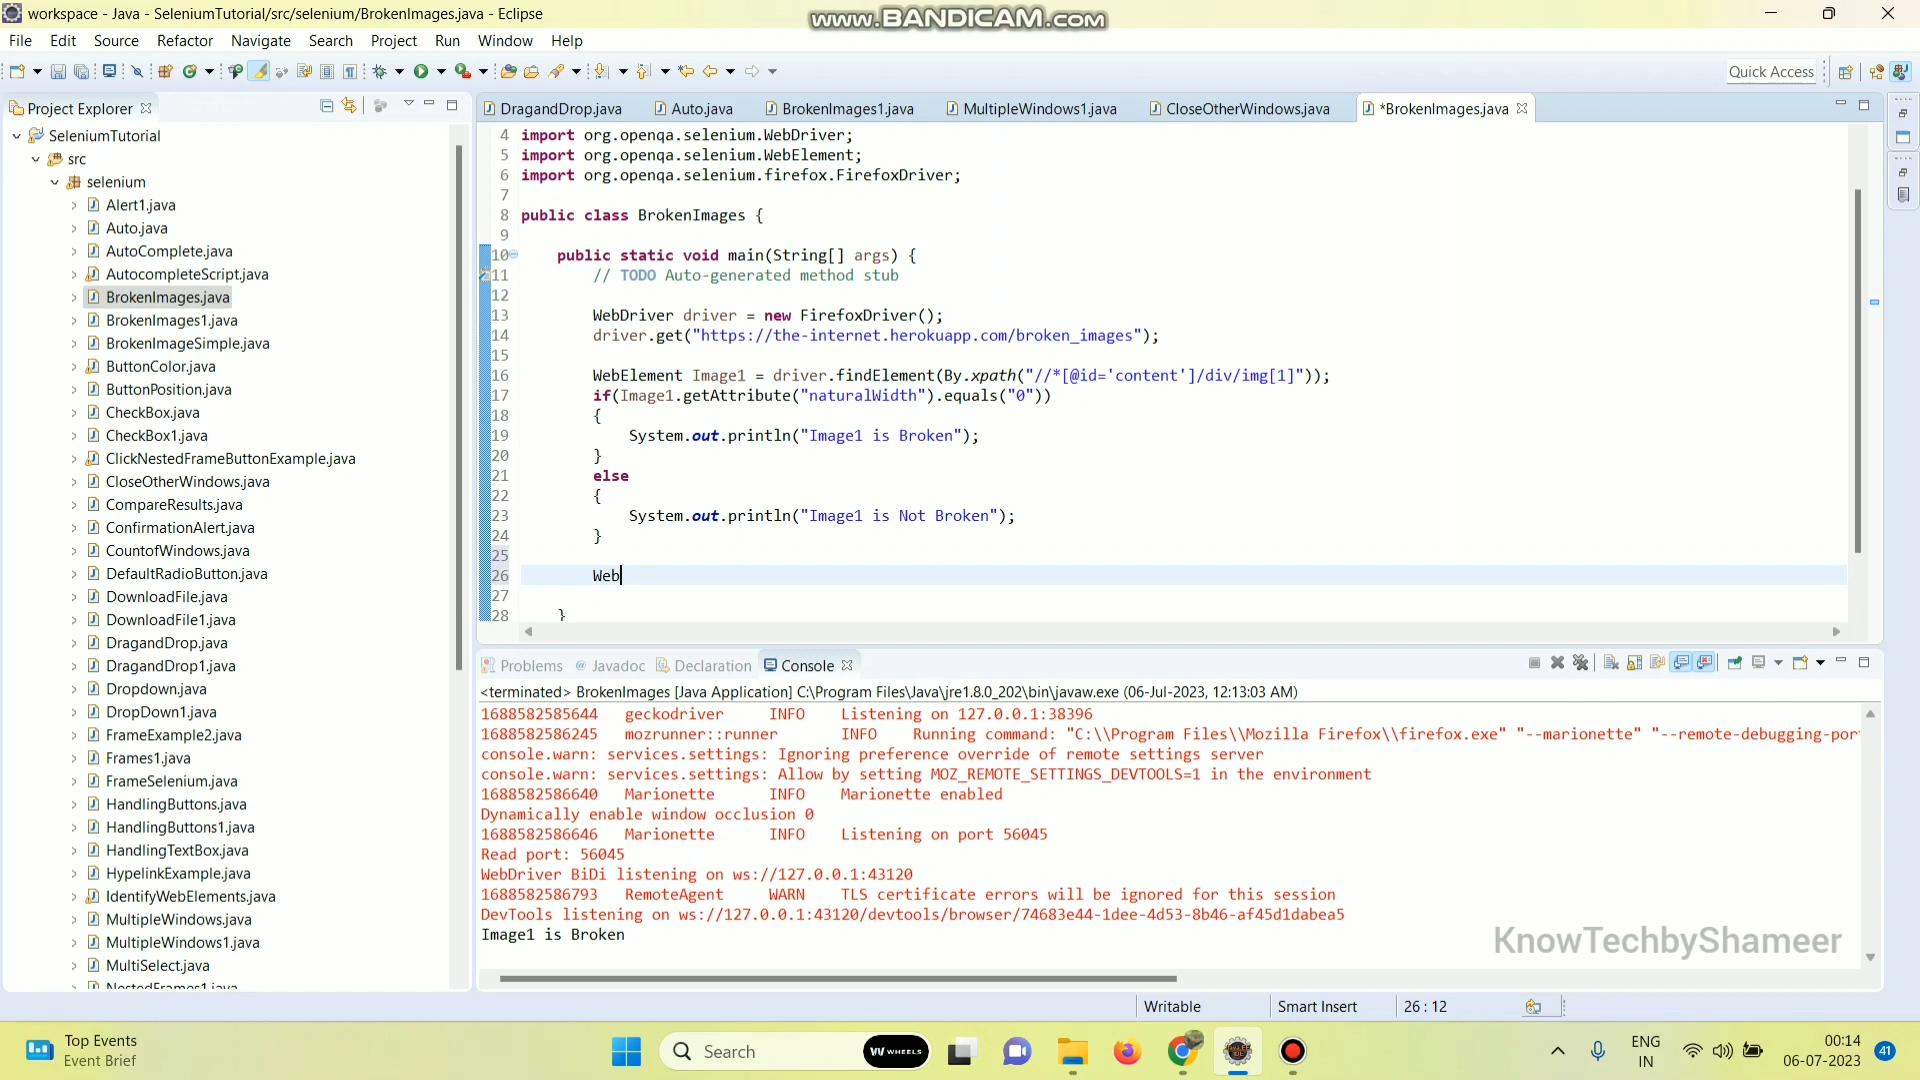 workspace - Java - SeleniumTutorial/src/selenium/BrokenImages.java - Eclipse
www.BANDICAM.com
File Edit Source Refactor Navigate Search Project Run Window Help
Quick Access
Project Explorer
SeleniumTutorial
src
selenium
Alert1.java
Auto.java
AutoComplete.java
AutocompleteScript.java
BrokenImages.java
BrokenImages1.java
BrokenImageSimple.java
ButtonColor.java
ButtonPosition.java
CheckBox.java
CheckBox1.java
ClickNestedFrameButtonExample.java
CloseOtherWindows.java
CompareResults.java
ConfirmationAlert.java
CountofWindows.java
DefaultRadioButton.java
DownloadFile.java
DownloadFile1.java
DragandDrop.java
DragandDrop1.java
Dropdown.java
DropDown1.java
FrameExample2.java
Frames1.java
FrameSelenium.java
HandlingButtons.java
HandlingButtons1.java
HandlingTextBox.java
HypelinkExample.java
IdentifyWebElements.java
MultipleWindows.java
MultipleWindows1.java
MultiSelect.java
NestedFrames1.java
DragandDrop.java Auto.java BrokenImages1.java MultipleWindows1.java CloseOtherWindows.java *BrokenImages.java
4 import org.openqa.selenium.WebDriver;
5 import org.openqa.selenium.WebElement;
6 import org.openqa.selenium.firefox.FirefoxDriver;
7
8 public class BrokenImages {
9
10 public static void main(String[] args) {
11 // TODO Auto-generated method stub
12
13 WebDriver driver = new FirefoxDriver();
14 driver.get("https://the-internet.herokuapp.com/broken_images");
15
16 WebElement Image1 = driver.findElement(By.xpath("//*[@id='content']/div/img[1]"));
17 if(Image1.getAttribute("naturalWidth").equals("0"))
18 {
19 System.out.println("Image1 is Broken");
20 }
21 else
22 {
23 System.out.println("Image1 is Not Broken");
24 }
25
26 Web
27
28 }
Problems Javadoc Declaration Console
<terminated> BrokenImages [Java Application] C:\Program Files\Java\jre1.8.0_202\bin\javaw.exe (06-Jul-2023, 12:13:03 AM)
1688582585644 geckodriver INFO Listening on 127.0.0.1:38396
1688582586245 mozrunner::runner INFO Running command: "C:\\Program Files\\Mozilla Firefox\\firefox.exe" "--marionette" "--remote-debugging-por
console.warn: services.settings: Ignoring preference override of remote settings server
console.warn: services.settings: Allow by setting MOZ_REMOTE_SETTINGS_DEVTOOLS=1 in the environment
1688582586640 Marionette INFO Marionette enabled
Dynamically enable window occlusion 0
1688582586646 Marionette INFO Listening on port 56045
Read port: 56045
WebDriver BiDi listening on ws://127.0.0.1:43120
1688582586793 RemoteAgent WARN TLS certificate errors will be ignored for this session
DevTools listening on ws://127.0.0.1:43120/devtools/browser/74683e44-1dee-4d53-8b46-af45d1dabea5
Image1 is Broken
KnowTechbyShameer
Writable Smart Insert 26 : 12
Top Events
Event Brief
Search
WHEELS
ENG
IN
00:14
06-07-2023
41